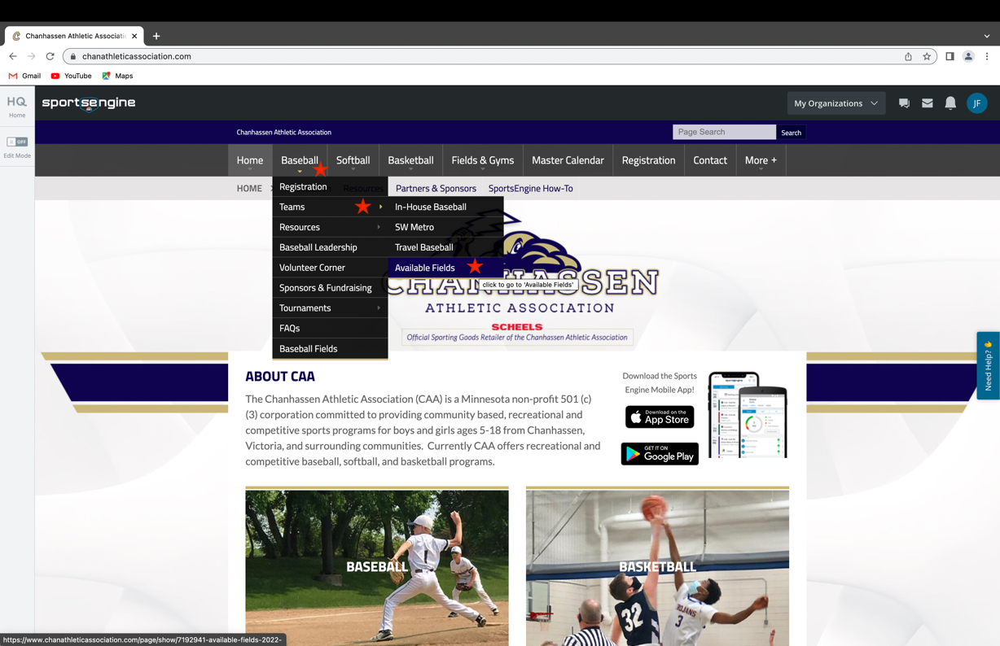 Chanhassen Athletic Associati
chanathleticassociation.com
Gmail YouTube Maps
HQ
Home
sportsengine
My Organizations
JF
OFF
Edit Mode
Chanhassen Athletic Association
Page Search
Search
Home Baseball Softball Basketball Fields & Gyms Master Calendar Registration Contact More +
HOME Resources Partners & Sponsors SportsEngine How-To
Registration
Teams
Resources
Baseball Leadership
Volunteer Corner
Sponsors & Fundraising
Tournaments
FAQs
Baseball Fields
In-House Baseball
SW Metro
Travel Baseball
Available Fields
click to go to 'Available Fields'
CHANHASSEN
ATHLETIC ASSOCIATION
SCHEELS
Official Sporting Goods Retailer of the Chanhassen Athletic Association
Need Help?
ABOUT CAA
The Chanhassen Athletic Association (CAA) is a Minnesota non-profit 501 (c)
(3) corporation committed to providing community based, recreational and
competitive sports programs for boys and girls ages 5-18 from Chanhassen,
Victoria, and surrounding communities. Currently CAA offers recreational and
competitive baseball, softball, and basketball programs.
Download the Sports
Engine Mobile App!
Download on the
App Store
GET IT ON
Google Play
BASEBALL
1
BASKETBALL
32
TROJANS
3
https://www.chanathleticassociation.com/page/show/7192941-available-fields-2022-